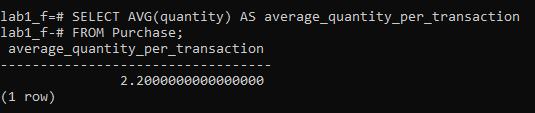 lab1_f=# SELECT AVG(quantity) AS average_quantity_per_transaction
lab1_f-# FROM Purchase;
 average_quantity_per_transaction
----------------------------------
               2.2000000000000000
(1 row)